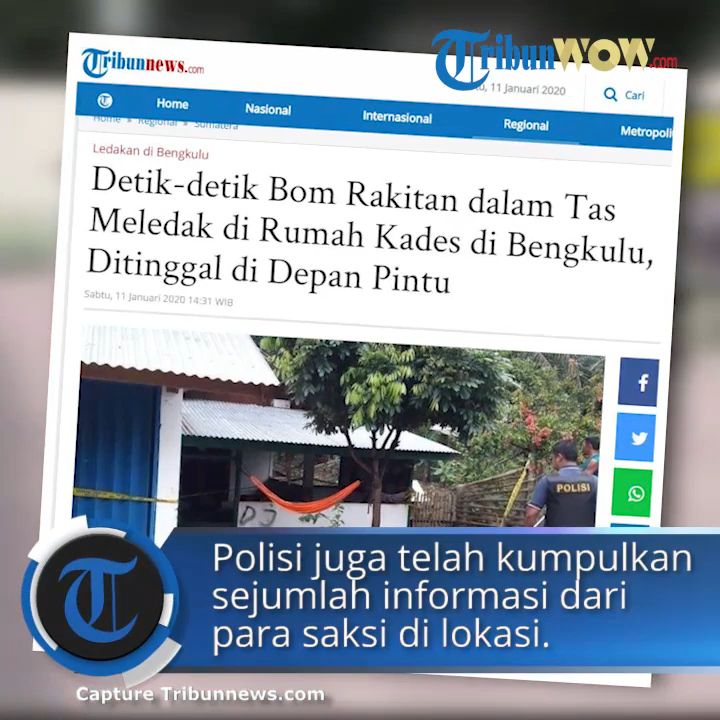 Tribunnews.com
TribunWOW.com
11 Januari 2020
Cari
Home Nasional Internasional Regional
Home » Regional » Sumatera
Ledakan di Bengkulu
Detik-detik Bom Rakitan dalam Tas
Meledak di Rumah Kades di Bengkulu,
Ditinggal di Depan Pintu
Sabtu, 11 Januari 2020 14:31 WIB
POLISI
Polisi juga telah kumpulkan
sejumlah informasi dari
para saksi di lokasi.
Capture Tribunnews.com